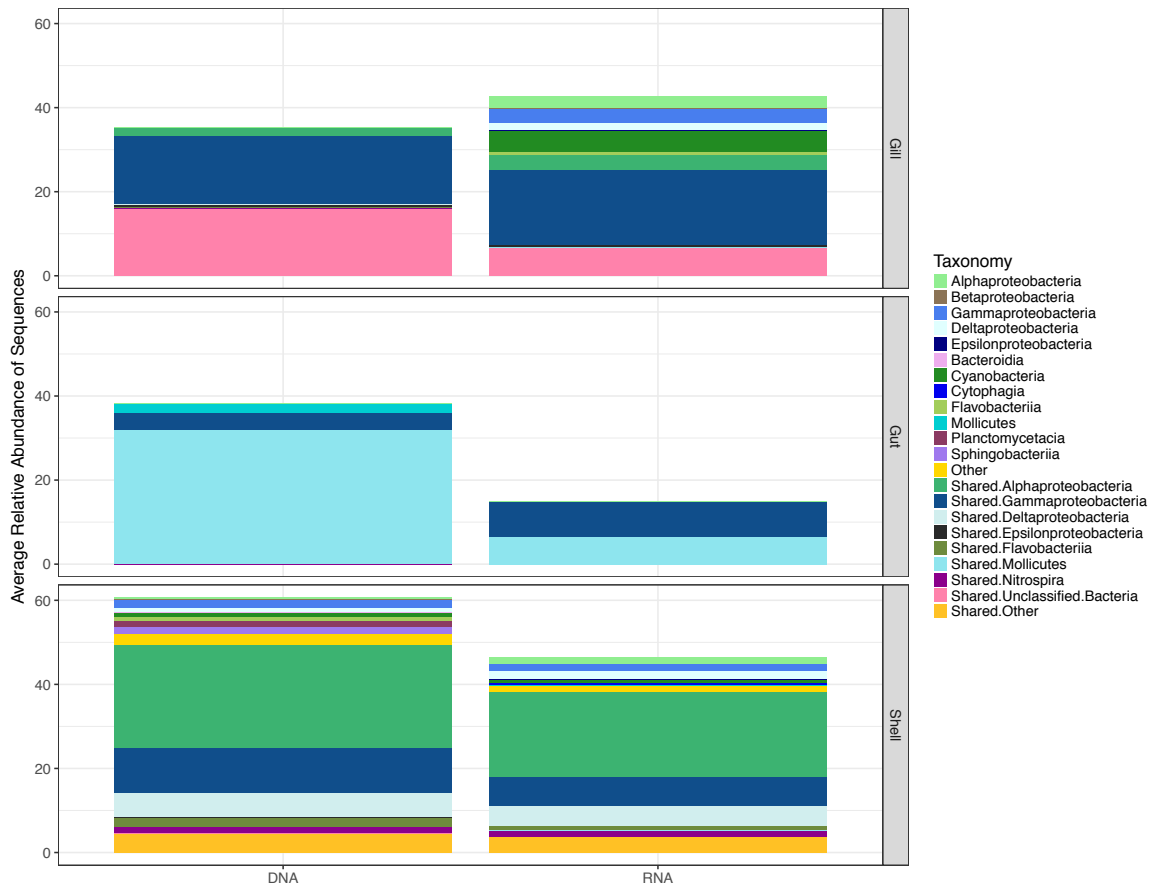 60
40
20
0
Gill
60
40
20
0
Gut
60
40
20
0
Shell
DNA
RNA
Average Relative Abundance of Sequences
Taxonomy
Alphaproteobacteria
Betaproteobacteria
Gammaproteobacteria
Deltaproteobacteria
Epsilonproteobacteria
Bacteroidia
Cyanobacteria
Cytophagia
Flavobacteriia
Mollicutes
Planctomycetacia
Sphingobacteriia
Other
Shared.Alphaproteobacteria
Shared.Gammaproteobacteria
Shared.Deltaproteobacteria
Shared.Epsilonproteobacteria
Shared.Flavobacteriia
Shared.Mollicutes
Shared.Nitrospira
Shared.Unclassified.Bacteria
Shared.Other